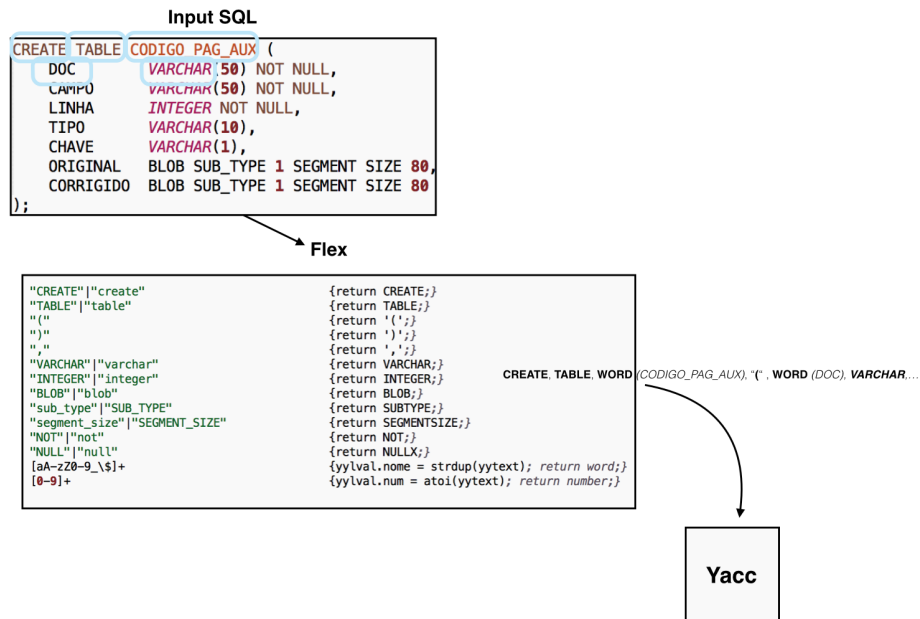 Input SQL
CREATE TABLE CODIGO_PAG_AUX (
DOC VARCHAR(50) NOT NULL,
CAMPO VARCHAR(50) NOT NULL,
LINHA INTEGER NOT NULL,
TIPO VARCHAR(10),
CHAVE VARCHAR(1),
ORIGINAL BLOB SUB_TYPE 1 SEGMENT SIZE 80,
CORRIGIDO BLOB SUB_TYPE 1 SEGMENT SIZE 80
);
Flex
"CREATE"|"create" {return CREATE;}
"TABLE"|"table" {return TABLE;}
"(" {return '(';}
")" {return ')';}
"," {return ',';}
"VARCHAR"|"varchar" {return VARCHAR;}
"INTEGER"|"integer" {return INTEGER;}
"BLOB"|"blob" {return BLOB;}
"sub_type"|"SUB_TYPE" {return SUBTYPE;}
"segment_size"|"SEGMENT_SIZE" {return SEGMENTSIZE;}
"NOT"|"not" {return NOT;}
"NULL"|"null" {return NULLX;}
[aA-zZ0-9_\$]+ {yylval.nome = strdup(yytext); return word;}
[0-9]+ {yylval.num = atoi(yytext); return number;}
CREATE, TABLE, WORD (CODIGO_PAG_AUX), "(" , WORD (DOC), VARCHAR,...
Yacc